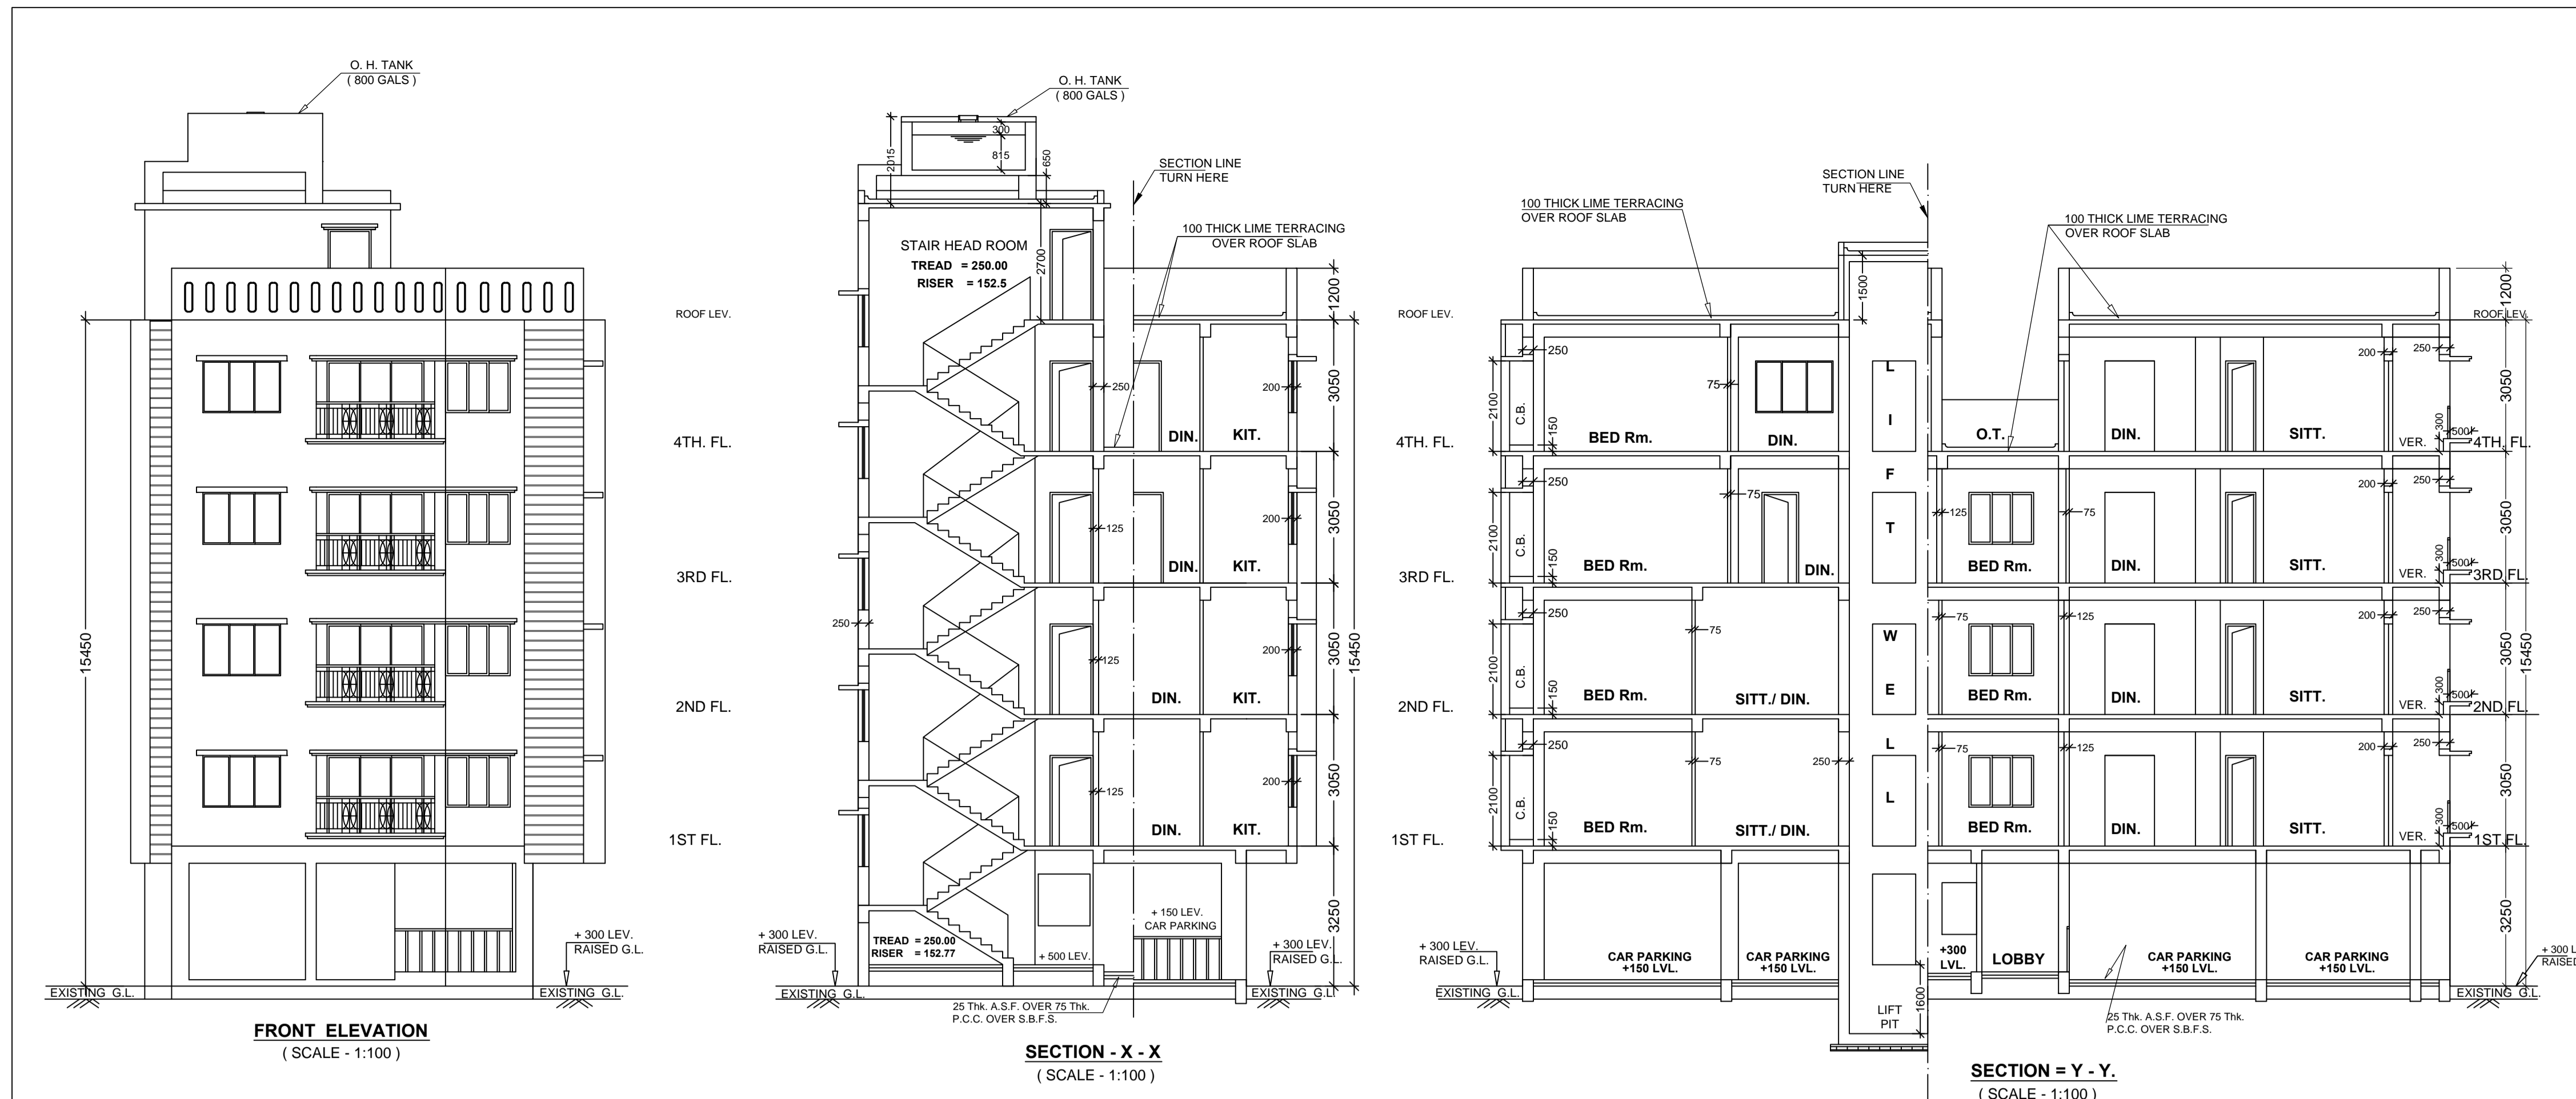 O. H. TANK
( 800 GALS )
15450
+ 300 LEV.
RAISED G.L.
EXISTING G.L.
EXISTING G.L.
FRONT ELEVATION
( SCALE - 1:100 )
O. H. TANK
( 800 GALS )
300
815
2015
650
SECTION LINE
TURN HERE
100 THICK LIME TERRACING
OVER ROOF SLAB
STAIR HEAD ROOM
TREAD = 250.00
RISER = 152.5
2700
1200
ROOF LEV.
250
200
3050
4TH. FL.
DIN.
KIT.
125
200
3050
3RD FL.
DIN.
KIT.
250
125
200
3050
15450
2ND FL.
DIN.
KIT.
125
200
3050
1ST FL.
DIN.
KIT.
3250
+ 150 LEV.
CAR PARKING
+ 300 LEV.
RAISED G.L.
TREAD = 250.00
RISER = 152.77
+ 500 LEV.
+ 300 LEV.
RAISED G.L.
EXISTING G.L.
EXISTING G.L.
25 Thk. A.S.F. OVER 75 Thk.
P.C.C. OVER S.B.F.S.
SECTION - X - X
( SCALE - 1:100 )
SECTION LINE
TURN HERE
100 THICK LIME TERRACING
OVER ROOF SLAB
100 THICK LIME TERRACING
OVER ROOF SLAB
1500
1200
ROOF LEV.
ROOF LEV.
250
75
200
250
2100
C.B.
150
3050
4TH. FL.
BED Rm.
DIN.
O.T.
DIN.
SITT.
VER.
300
500
4TH. FL.
250
75
125
75
200
250
2100
C.B.
150
3050
3RD FL.
BED Rm.
DIN.
BED Rm.
DIN.
SITT.
VER.
300
500
3RD FL.
250
75
75
125
200
250
2100
C.B.
150
3050
15450
2ND FL.
BED Rm.
SITT./ DIN.
BED Rm.
DIN.
SITT.
VER.
300
500
2ND FL.
250
75
250
75
125
200
250
2100
C.B.
150
3050
1ST FL.
BED Rm.
SITT./ DIN.
BED Rm.
DIN.
SITT.
VER.
300
500
1ST FL.
L
I
F
T
W
E
L
L
3250
+ 300 LEV.
RAISED G.L.
CAR PARKING
+150 LVL.
CAR PARKING
+150 LVL.
+300
LVL.
LOBBY
CAR PARKING
+150 LVL.
CAR PARKING
+150 LVL.
+ 300 L
RAISED
EXISTING G.L.
EXISTING G.L.
LIFT
PIT
1600
25 Thk. A.S.F. OVER 75 Thk.
P.C.C. OVER S.B.F.S.
SECTION = Y - Y.
( SCALE - 1:100 )